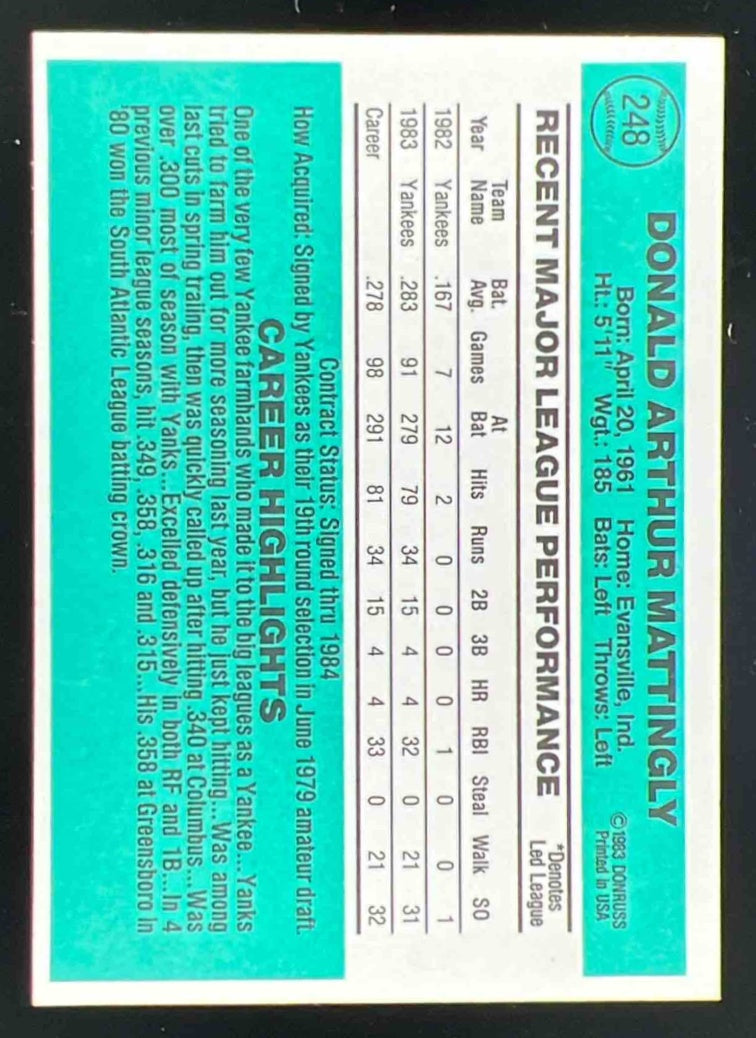 248
DONALD ARTHUR MATTINGLY
Born: April 20, 1961 Home: Evansvile, Ind.
Ht.: 5'11" Wgt.: 185 Bats: Left Throws: Left
©1983 DONRUSS
Printed in USA
RECENT MAJOR LEAGUE PERFORMANCE
*Denotes
Led League
Year Team Name Bat. Avg. Games At Bat Hits Runs 2B 3B HR RBI Steal Walk SO
1982 Yankees .167 7 12 2 0 0 0 0 1 0 0 1
1983 Yankees .283 91 279 79 34 15 4 4 32 0 21 31
Career .278 98 291 81 34 15 4 4 33 0 21 32
Contract Status: Signed thru 1984
How Acquired: Signed by Yankees as their 19th round selection in June 1979 amateur draft.
CAREER HIGHLIGHTS
One of the very few Yankee farmhands who made it to the big leagues as a Yankee...Yanks
tried to farm him out for more seasoning last year, but he just kept hitting...Was among
last cuts in spring traiing, then was quickly called up after hitting .340 at Columbus...Was
over .300 most of season with Yanks...Excelled defensively in both RF and 1B...In 4
previous minor league seasons, hit .349, .358, .316 and .315...His .358 at Greensboro in
'80 won the South Atlantic League batting crown.